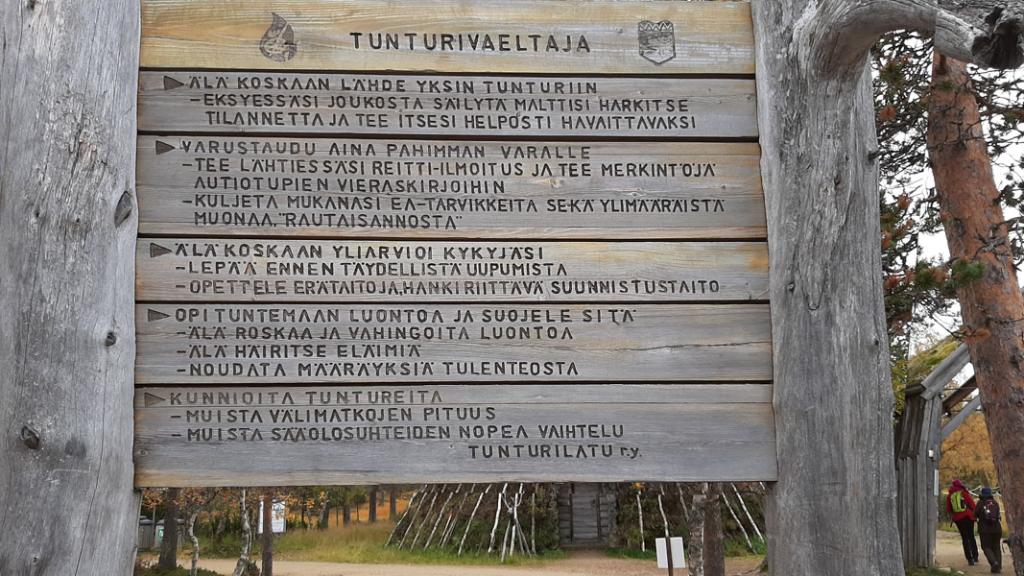 TUNTURIVAELTAJA
ÄLÄ KOSKAAN LÄHDE YKSIN TUNTURIIN
-EKSYESSÄSI JOUKOSTA SÄILYTÄ MALTTISI HARKITSE
TILANNETTA JA TEE ITSESI HELPOSTI HAVAITTAVAKSI
VARUSTAUDU AINA PAHIMMAN VARALLE
-TEE LÄHTIESSÄSI REITTI-ILMOITUS JA TEE MERKINTÖJÄ
AUTIOTUPIEN VIERASKIRJOIHIN
-KULJETA MUKANASI EA-TARVIKKEITA SEKÄ YLIMÄÄRÄISTÄ
MUONAA."RAUTAISANNOSTA"
ÄLÄ KOSKAAN YLIARVIOI KYKYJÄSI
-LEPÄÄ ENNEN TÄYDELLISTÄ UUPUMISTA
-OPETTELE ERÄTAITOJA,HANKI RIITTÄVÄ SUUNNISTUSTAITO
OPI TUNTEMAAN LUONTOA JA SUOJELE SITÄ
-ÄLÄ ROSKAA JA VAHINGOITA LUONTOA
-ÄLÄ HÄIRITSE ELÄIMIÄ
-NOUDATA MÄÄRÄYKSIÄ TULENTEOSTA
KUNNIOITA TUNTUREITA
-MUISTA VÄLIMATKOJEN PITUUS
-MUISTA SÄÄOLOSUHTEIDEN NOPEA VAIHTELU
TUNTURILATU r.y.